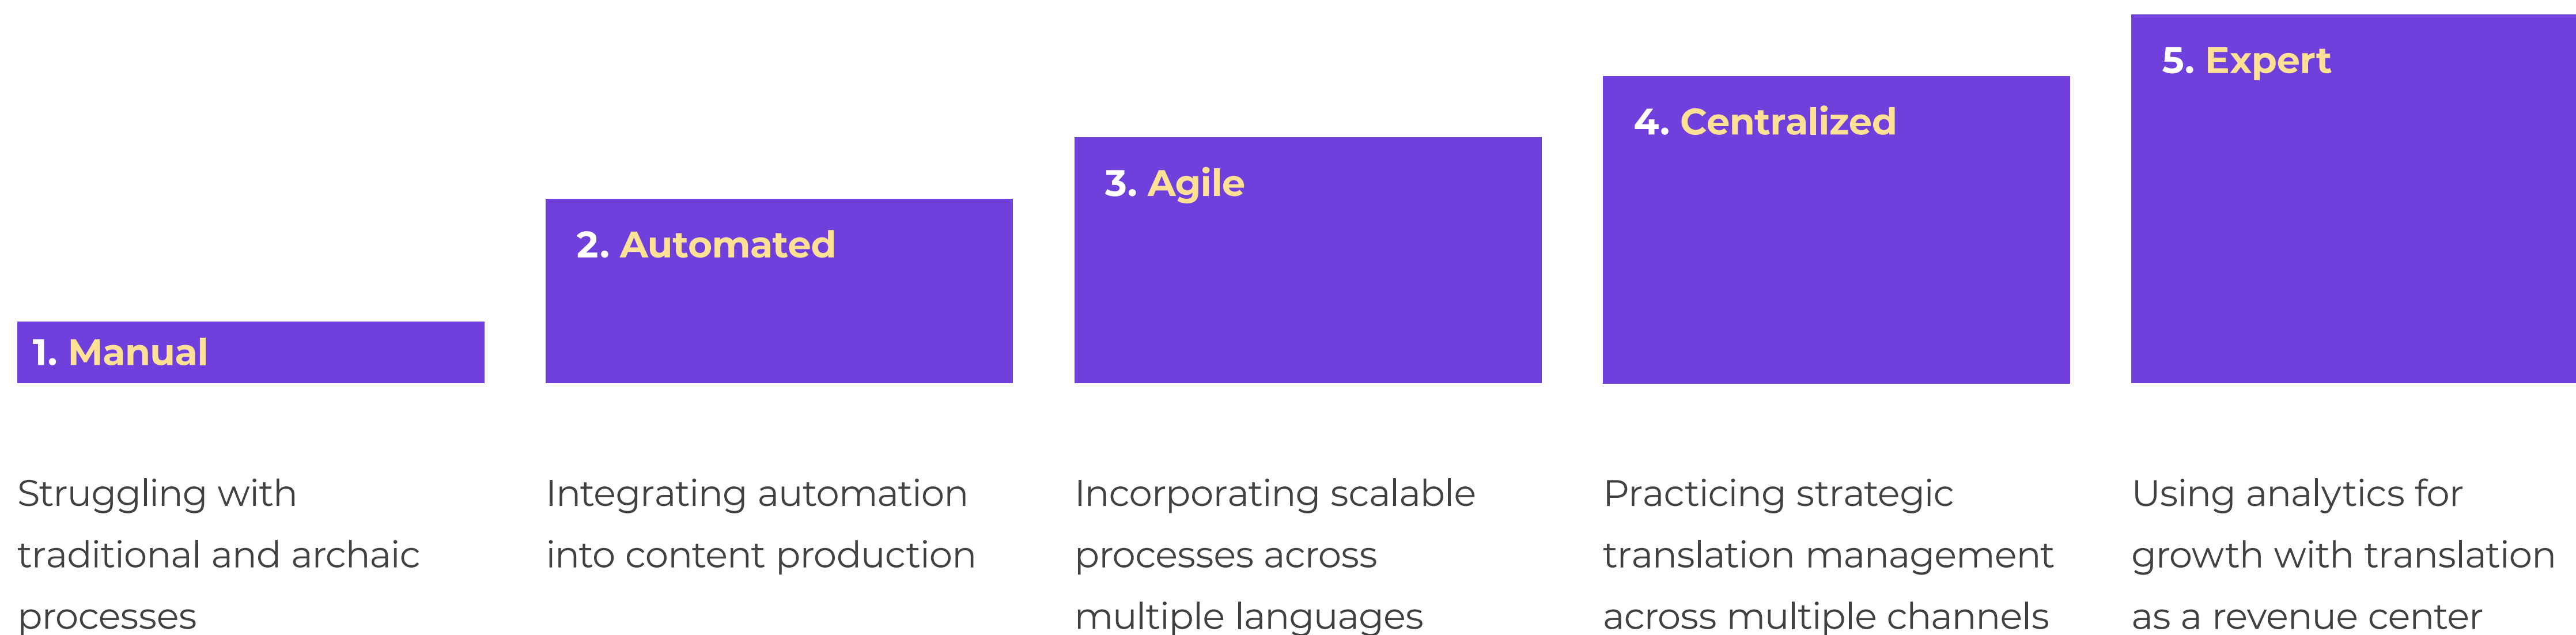 1. Manual
Struggling with
traditional and archaic
processes
2. Automated
Integrating automation
into content production
3. Agile
Incorporating scalable
processes across
multiple languages
4. Centralized
Practicing strategic
translation management
across multiple channels
5. Expert
Using analytics for
growth with translation
as a revenue center